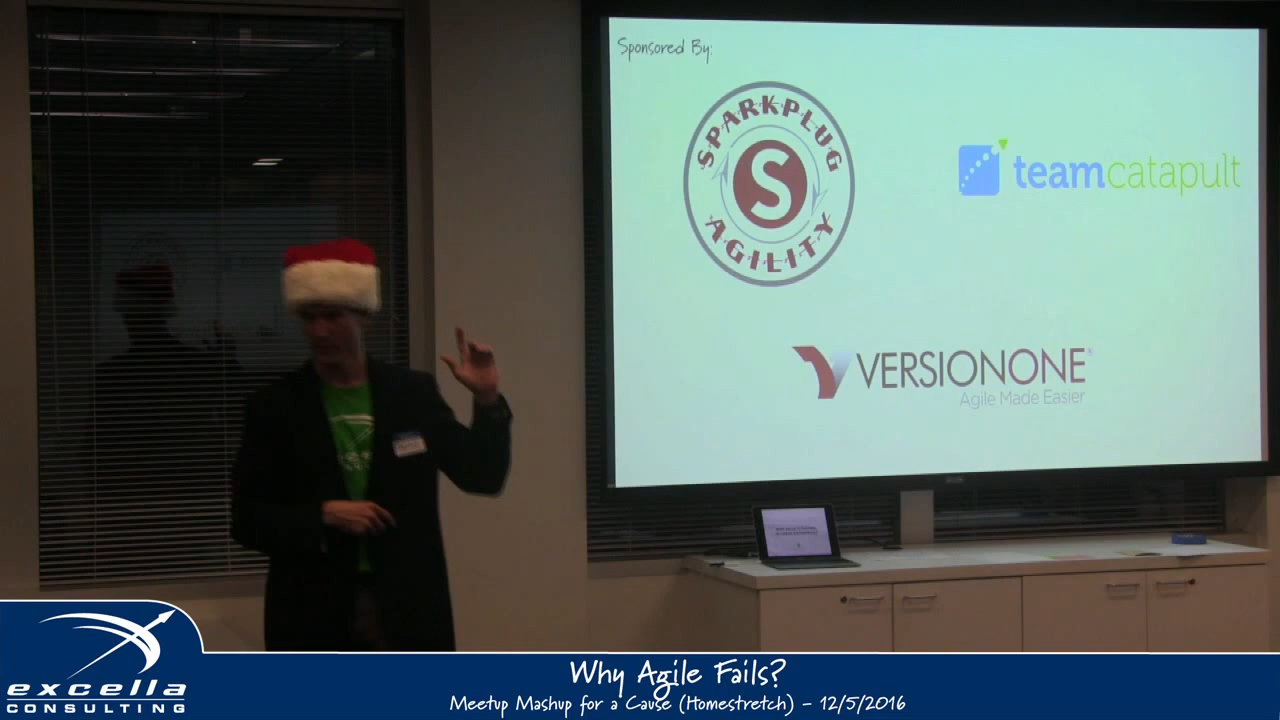 Sponsored By:
SPARKPLUG
S
AGILITY
teamcatapult
VERSIONONE®
Agile Made Easier
excella
CONSULTING
Why Agile Fails?
Meetup Mashup for a Cause (Homestretch) - 12/5/2016